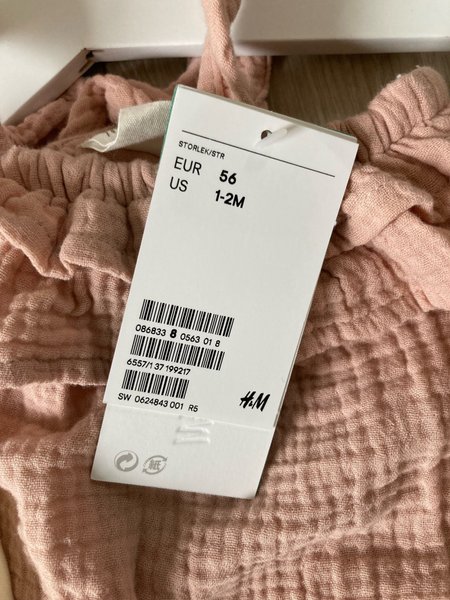 STORLEK/STR
EUR 56
US 1-2M
086833 8 0563 01 8
6557/1 37 199217
SW 0624843 001 R5
H&M
紙